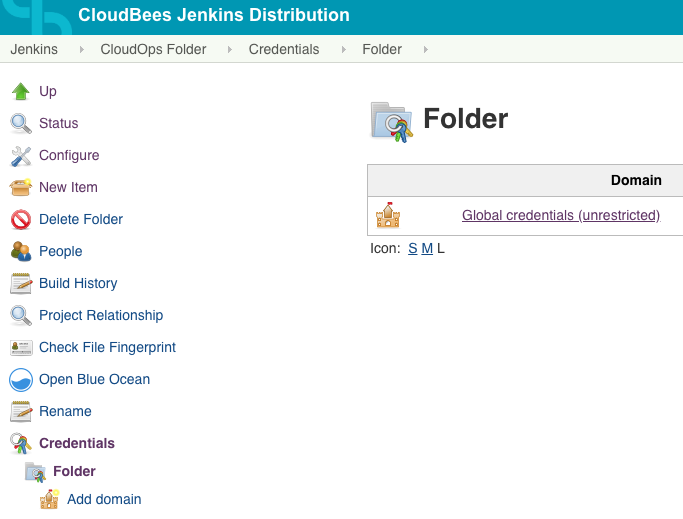 CloudBees Jenkins Distribution
Jenkins CloudOps Folder Credentials Folder
Up
Status
Configure
New Item
Delete Folder
People
Build History
Project Relationship
Check File Fingerprint
Open Blue Ocean
Rename
Credentials
Folder
Add domain
Folder
Domain
Global credentials (unrestricted)
Icon: S M L